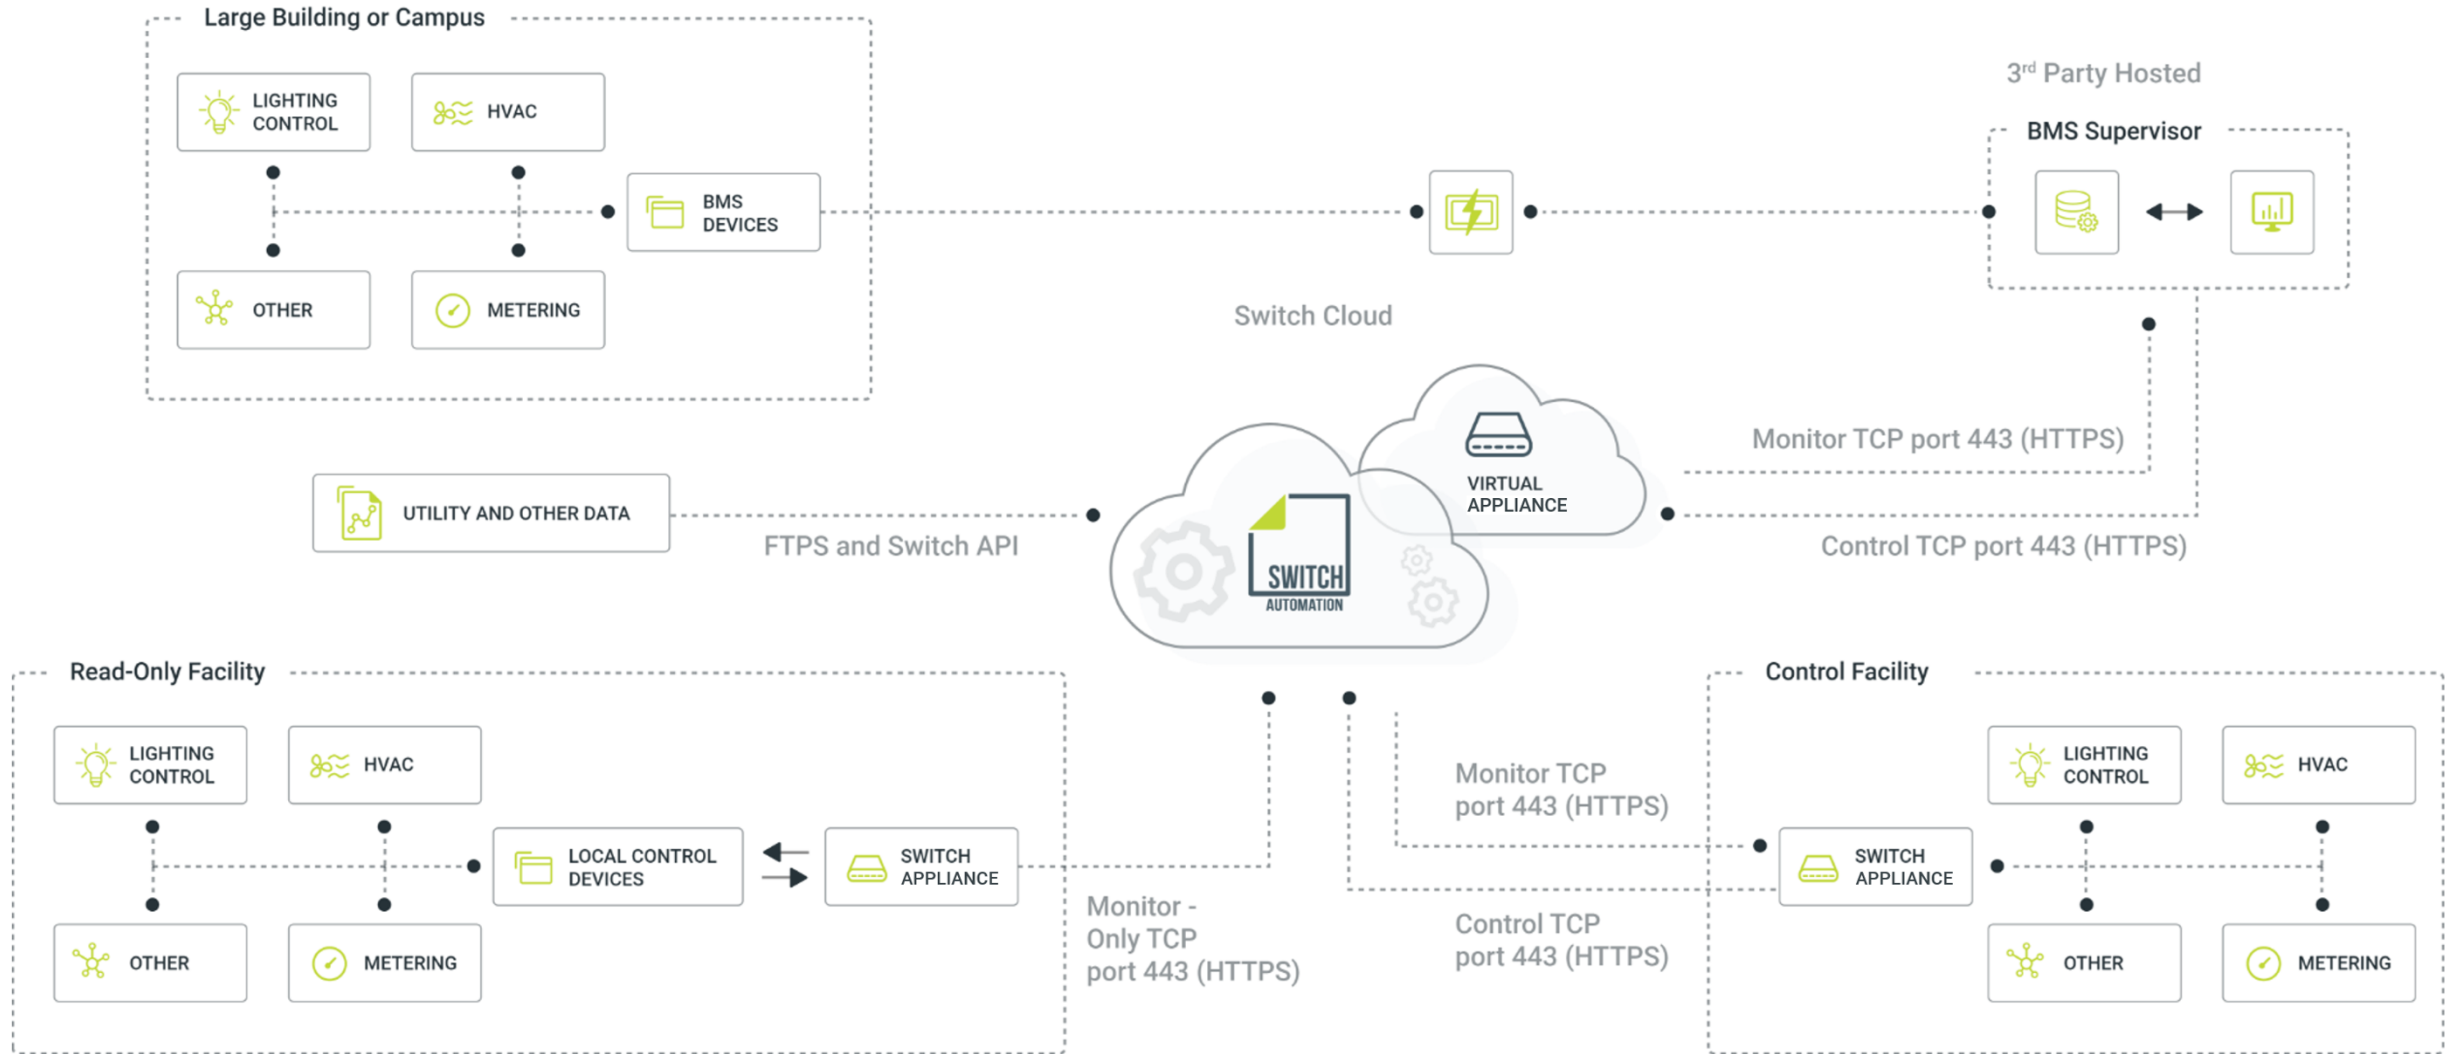 Large Building or Campus
LIGHTING
CONTROL
HVAC
BMS
DEVICES
OTHER
METERING
3rd Party Hosted
BMS Supervisor
Switch Cloud
VIRTUAL
APPLIANCE
Monitor TCP port 443 (HTTPS)
Control TCP port 443 (HTTPS)
UTILITY AND OTHER DATA
FTPS and Switch API
SWITCH
AUTOMATION
Read-Only Facility
LIGHTING
CONTROL
HVAC
LOCAL CONTROL
DEVICES
SWITCH
APPLIANCE
OTHER
METERING
Monitor -
Only TCP
port 443 (HTTPS)
Monitor TCP
port 443 (HTTPS)
Control TCP
port 443 (HTTPS)
Control Facility
LIGHTING
CONTROL
HVAC
SWITCH
APPLIANCE
OTHER
METERING